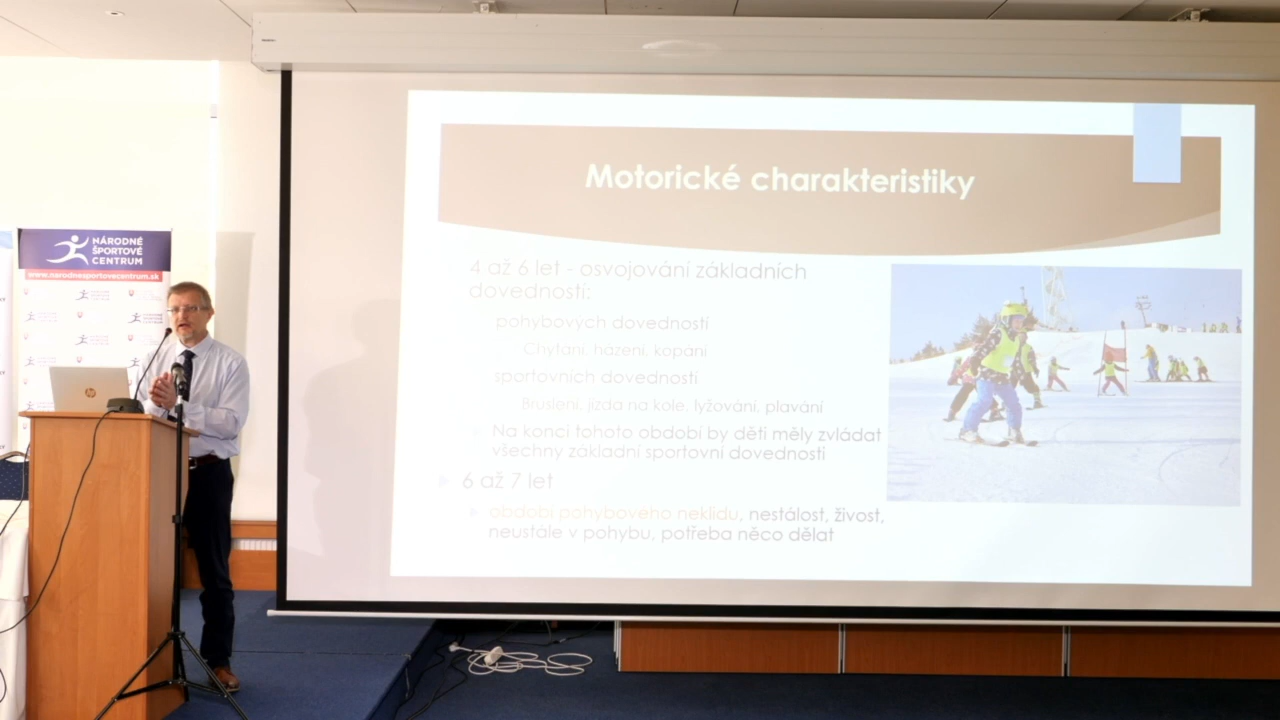 Motorické charakteristiky
4 až 6 let - osvojování základních
dovedností:
pohybových dovedností
Chytání, házení, kopání
sportovních dovedností
Bruslení, jízda na kole, lyžování, plavání
Na konci tohoto období by děti měly zvládat
všechny základní sportovní dovednosti
6 až 7 let
období pohybového neklidu, nestálost, živost,
neustále v pohybu, potřeba něco dělat
NÁRODNÉ
ŠPORTOVÉ
CENTRUM
www.narodnesportovecentrum.sk
hp